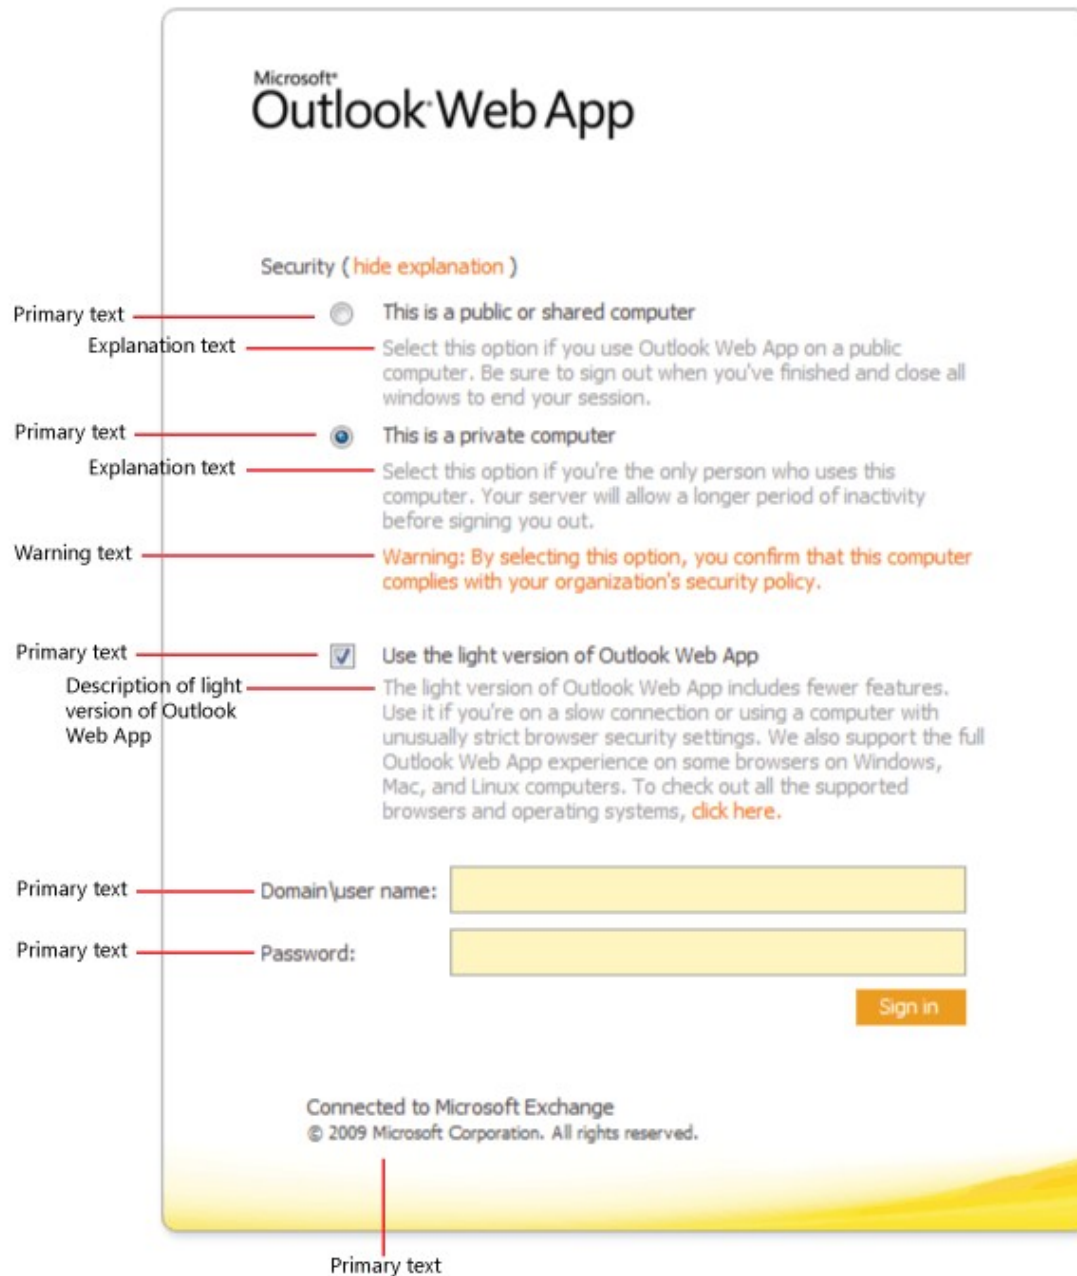 Microsoft®
Outlook® Web App
Security ( hide explanation )
Primary text
This is a public or shared computer
Explanation text
Select this option if you use Outlook Web App on a public
computer. Be sure to sign out when you've finished and close all
windows to end your session.
Primary text
This is a private computer
Explanation text
Select this option if you're the only person who uses this
computer. Your server will allow a longer period of inactivity
before signing you out.
Warning text
Warning: By selecting this option, you confirm that this computer
complies with your organization's security policy.
Primary text
Use the light version of Outlook Web App
Description of light
version of Outlook
Web App
The light version of Outlook Web App includes fewer features.
Use it if you're on a slow connection or using a computer with
unusually strict browser security settings. We also support the full
Outlook Web App experience on some browsers on Windows,
Mac, and Linux computers. To check out all the supported
browsers and operating systems, click here.
Primary text
Domain\user name:
Primary text
Password:
Sign in
Connected to Microsoft Exchange
© 2009 Microsoft Corporation. All rights reserved.
Primary text